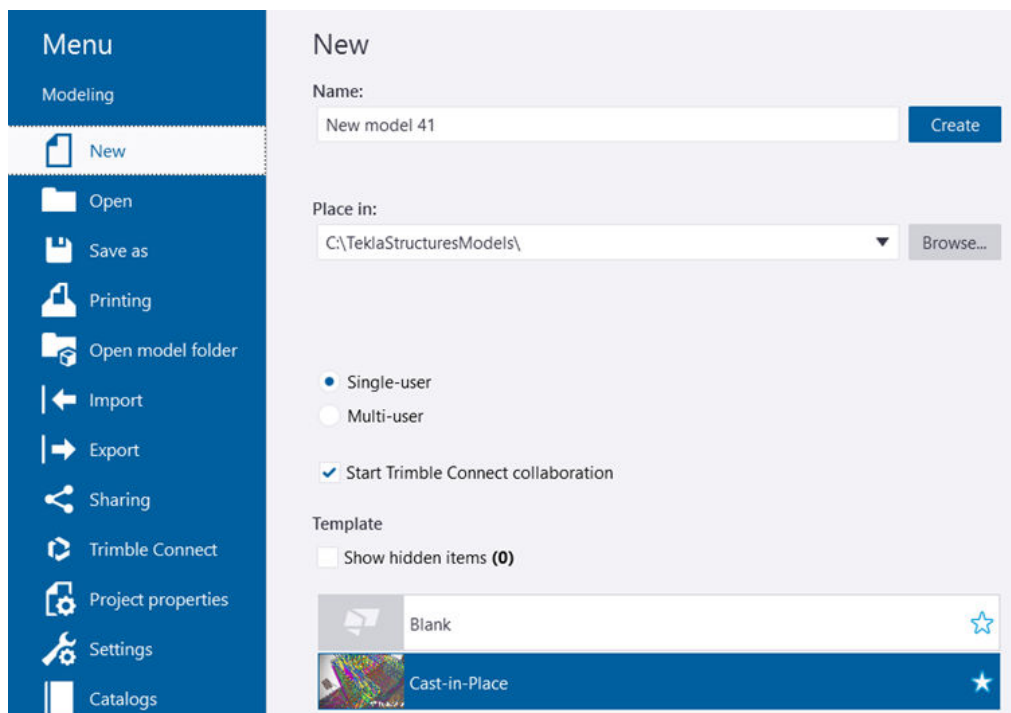 Menu
Modeling
New
Open
Save as
Printing
Open model folder
Import
Export
Sharing
Trimble Connect
Project properties
Settings
Catalogs
New
Name:
New model 41
Create
Place in:
C:\TeklaStructuresModels\
Browse...
Single-user
Multi-user
Start Trimble Connect collaboration
Template
Show hidden items (0)
Blank
Cast-in-Place